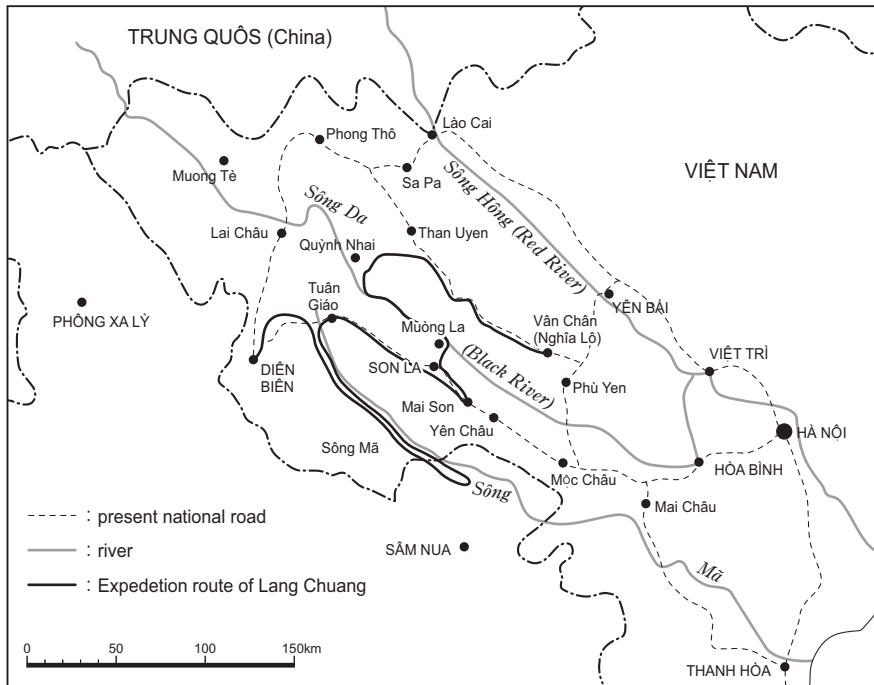 TRUNG QUÔS (China)
Lào Cai
Phong Thô
Muong Tè
Sa Pa
VIỆT NAM
Sông Hông (Red River)
Sông Da
Lai Châu
Than Uyen
Quỳnh Nhai
Tuân
Giáo
PHÔNG XA LỲ
YÊN BÁI
Mùòng La
Vân Chân
(Nghĩa Lộ)
DIÊN
BIÊN
SON LA
(Black River)
VIỆT TRÌ
Phù Yen
Mai Son
Yên Châu
HÀ NỘI
Sông Mã
Mộc Châu
HÒA BÌNH
Sông
Mai Châu
- - - - - : present national road
: river
SÂM NUA
Mã
: Expedetion route of Lang Chuang
0 50 100 150km
THANH HÒA